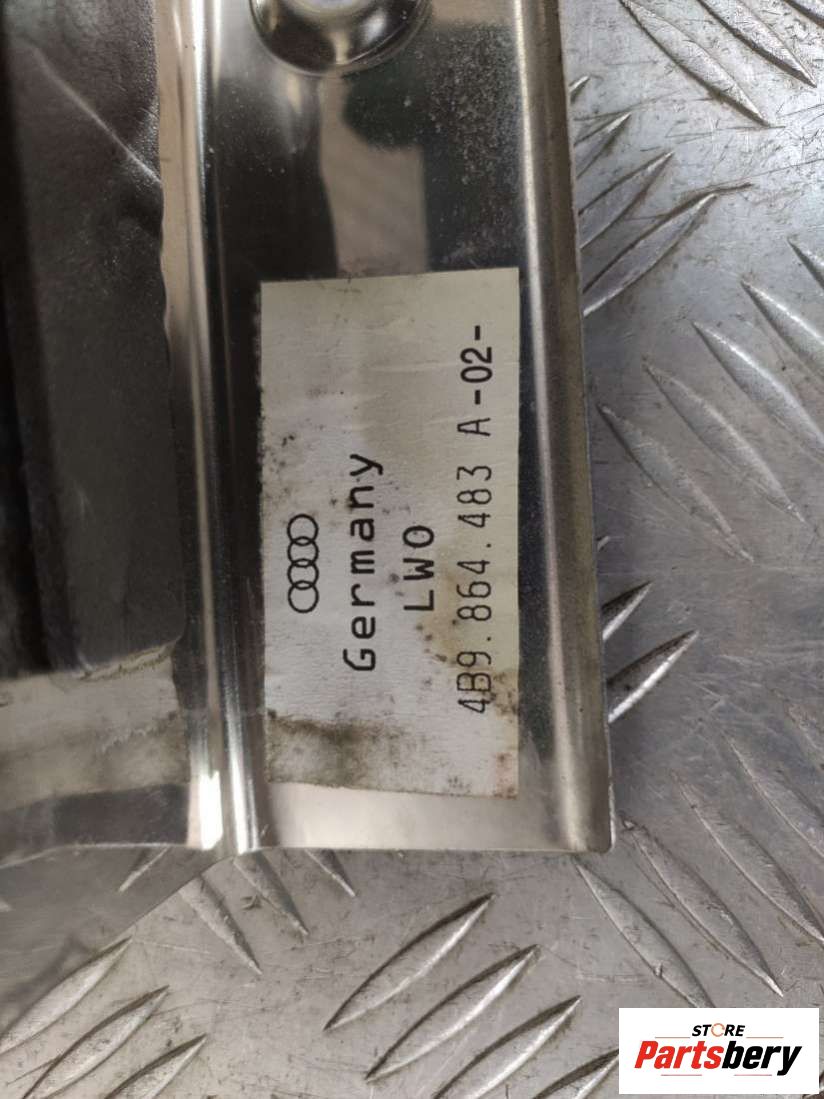 Germany
LWO
4B9.864.483 A -02-
STORE
Partsbery